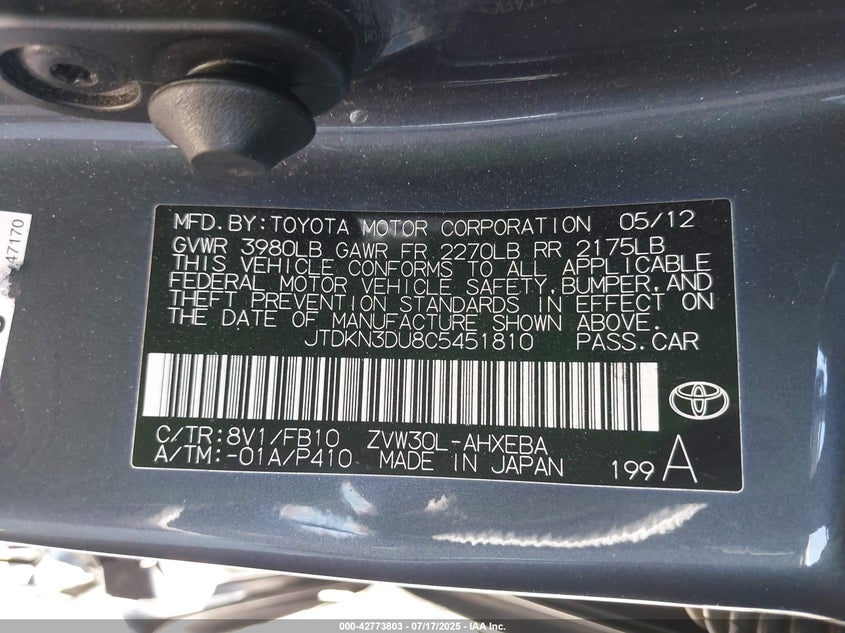 47170
MFD.BY:TOYOTA MOTOR CORPORATION 05/12
GVWR 3980LB GAWR FR 2270LB RR 2175LB
THIS VEHICLE CONFORMS TO ALL APPLICABLE
FEDERAL MOTOR VEHICLE SAFETY,BUMPER,AND
THEFT PREVENTION STANDARDS IN EFFECT ON
THE DATE OF MANUFACTURE SHOWN ABOVE.
JTDKN3DU8C5451810 PASS.CAR
C/TR:8V1/FB10 ZVW30L-AHXEBA
A/TM:-01A/P410 MADE IN JAPAN 199 A
000-42773803 - 07/17/2025 - IAA Inc.